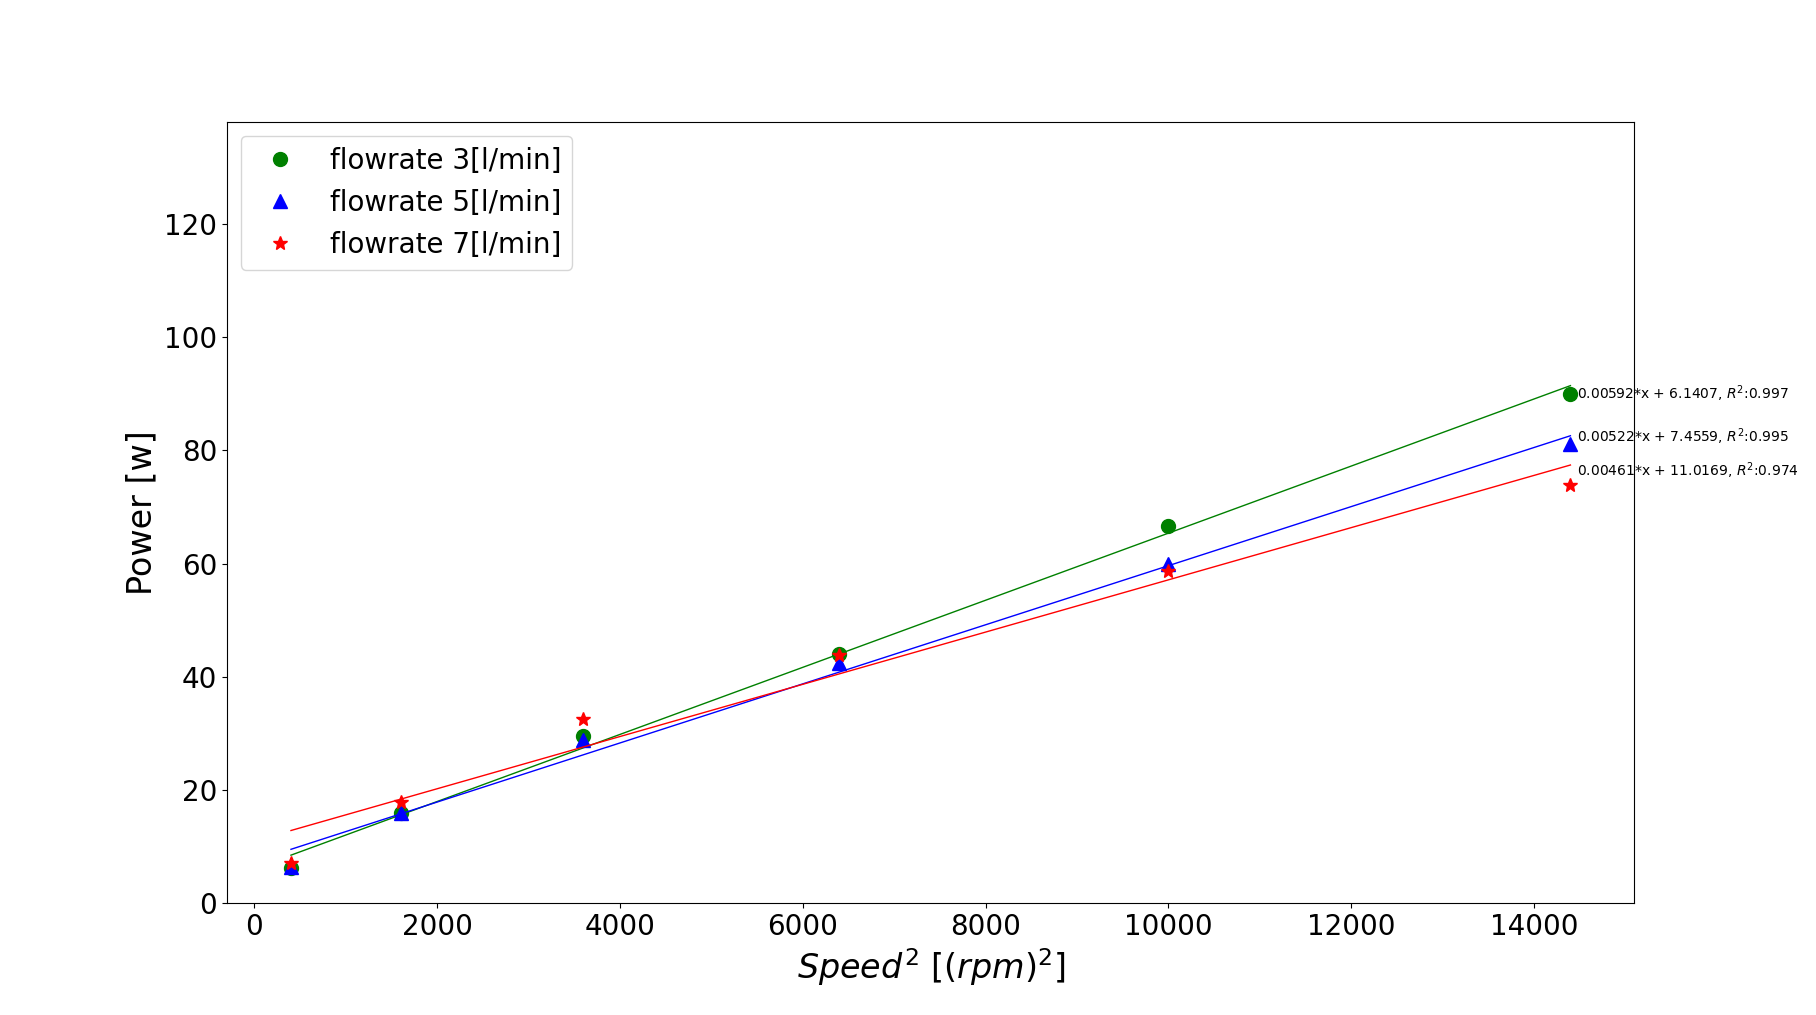 flowrate 3[l/min]
flowrate 5[l/min]
flowrate 7[l/min]
120
100
80
60
40
20
0
Power [w]
0.00592*x + 6.1407, R²:0.997
0.00522*x + 7.4559, R²:0.995
0.00461*x + 11.0169, R²:0.974
0 2000 4000 6000 8000 10000 12000 14000
Speed² [(rpm)²]